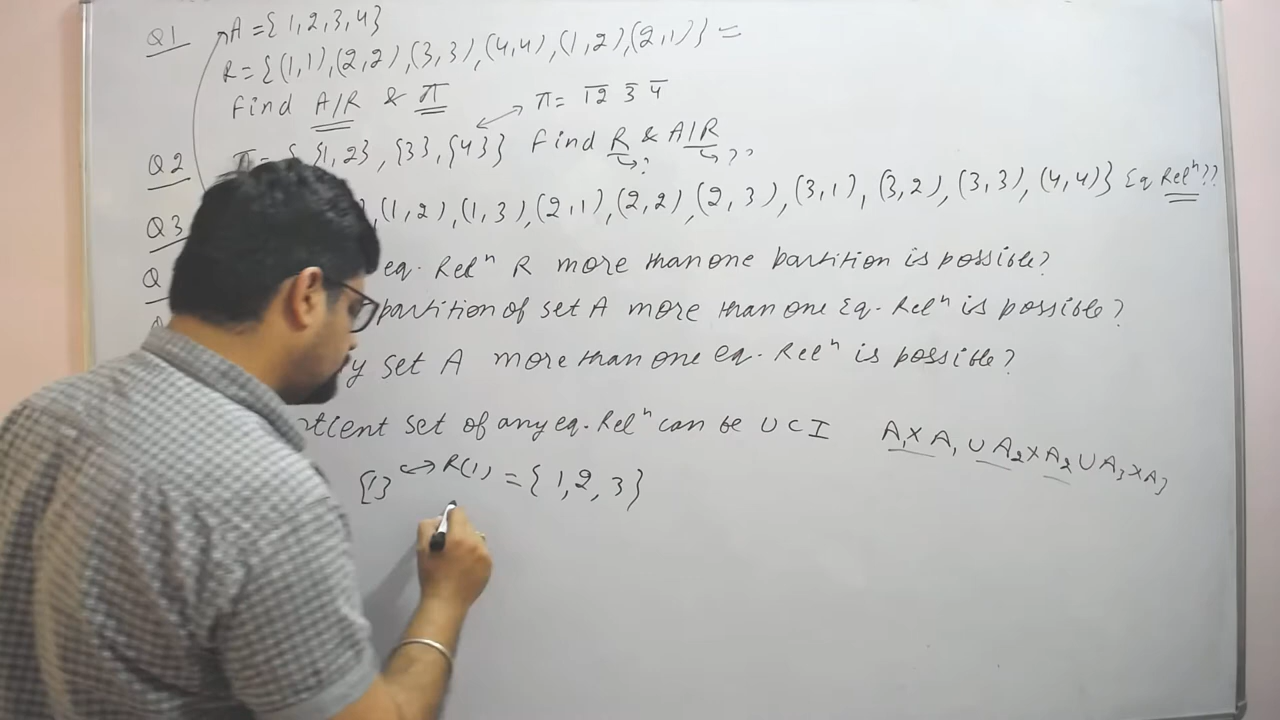 Q1 A = { 1, 2, 3, 4 }
R = { (1,1), (2,2), (3,3), (4,4), (1,2), (2,1) } =
Find A/R & π π = 12 3 4
Q2 π = { {1,2}, {3}, {4} } Find R & A/R
? ??
Q3 , (1,2), (1,3), (2,1), (2,2), (2,3), (3,1), (3,2), (3,3), (4,4) } Eq Relⁿ ??
Q eq. Relⁿ R more than one partition is possible?
partition of set A more than one Eq. Relⁿ is possible?
set A more than one eq. Relⁿ is possible?
set of any eq. Relⁿ can be U C I A₁ x A₁ U A₂ x A₂ U A₃ x A₃
{1} ↔ R(1) = { 1, 2, 3 }